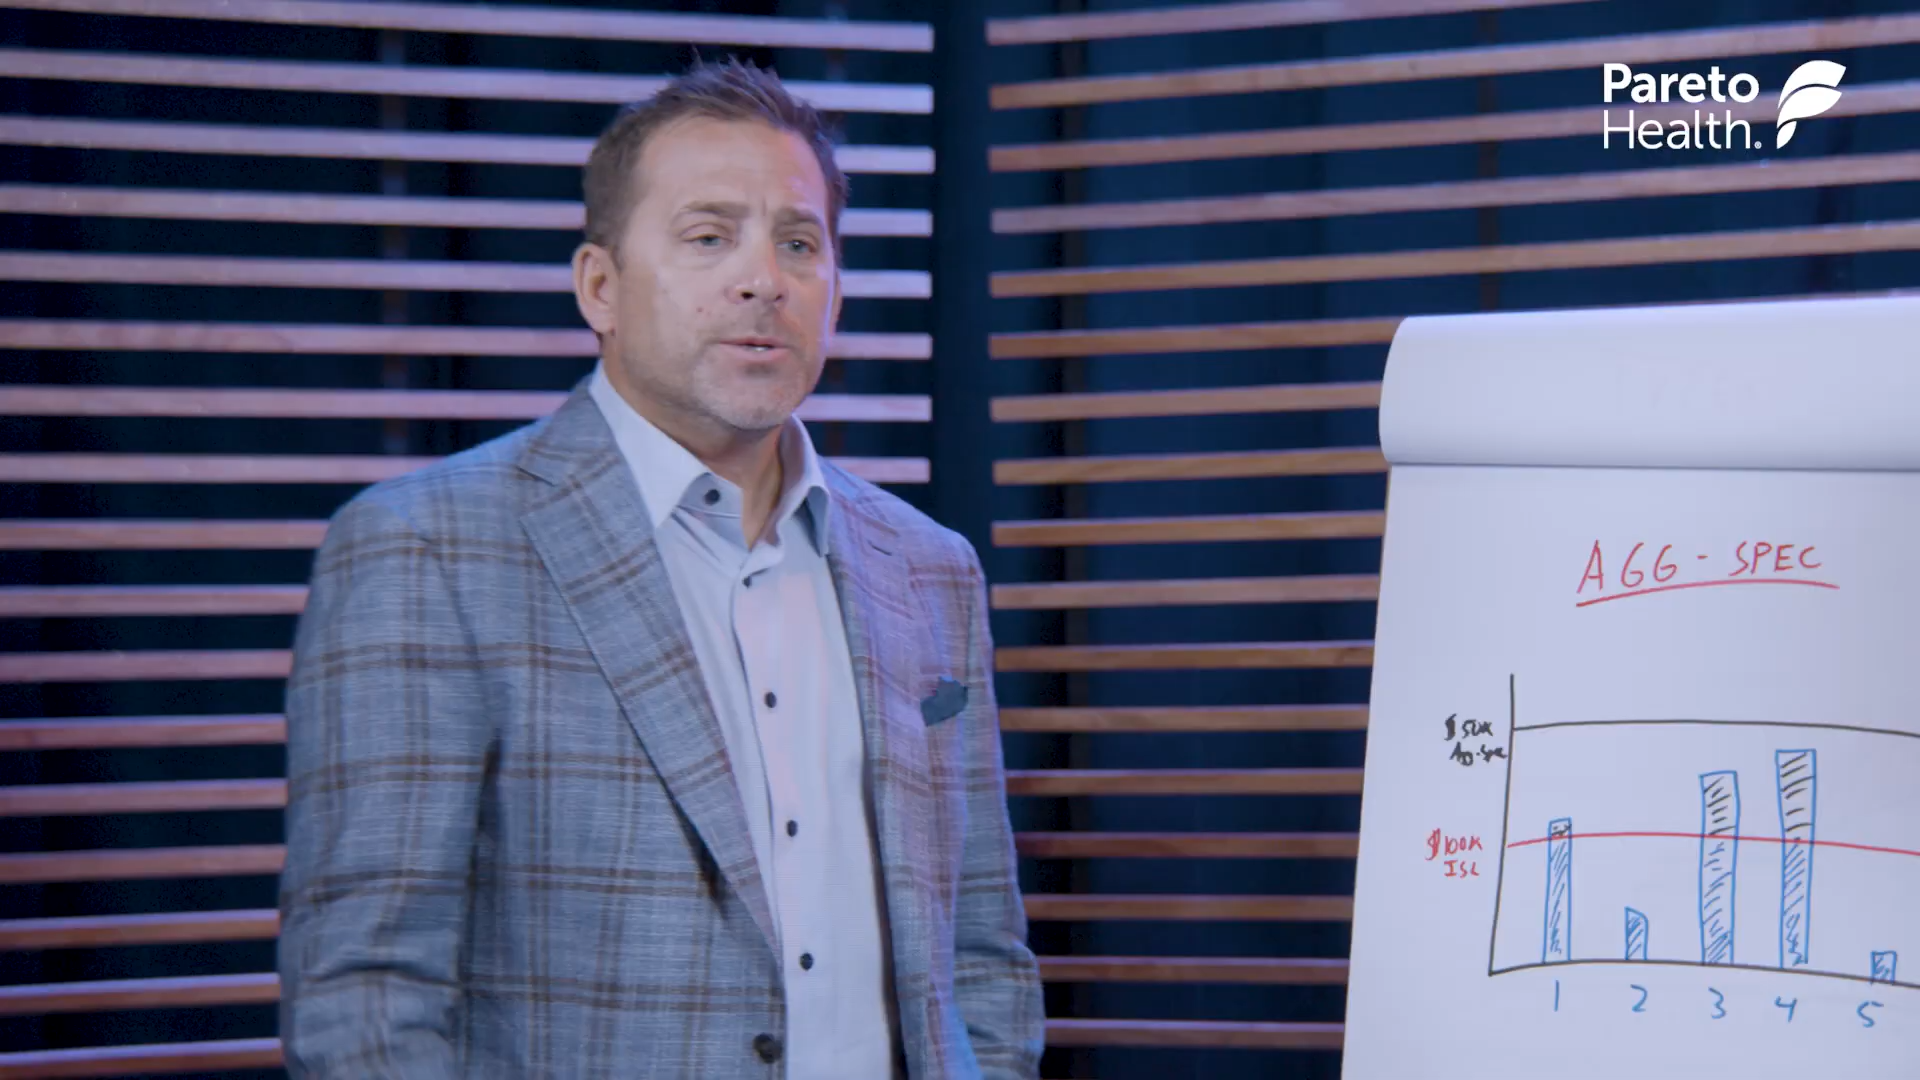 Pareto
Health.
AGG-SPEC
$50K
Agg-Spec
$100K
ISL
1 2 3 4 5